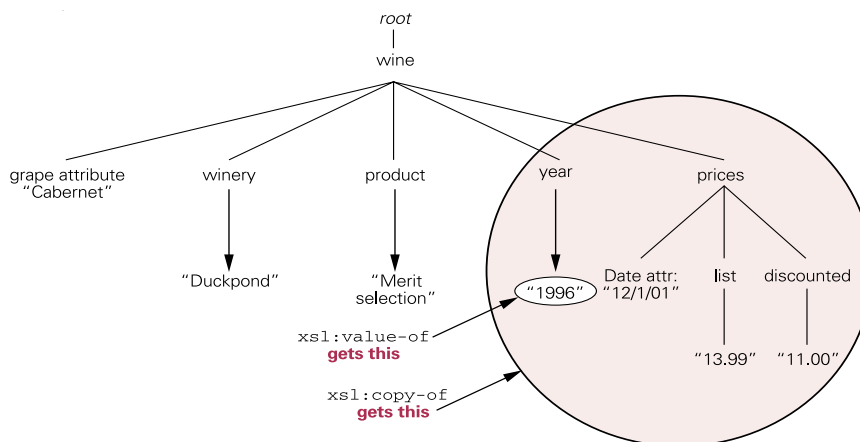 root
wine
grape attribute
“Cabernet”
winery
product
year
prices
“Duckpond”
“Merit
selection”
“1996”
Date attr:
“12/1/01”
list
discounted
xsl:value-of
gets this
“13.99”
“11.00”
xsl:copy-of
gets this